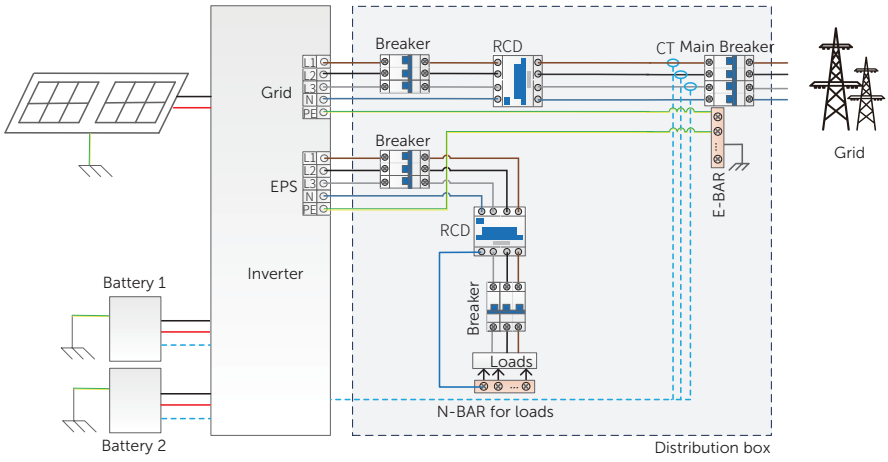 Breaker
RCD
CT
Main Breaker
L1
L2
L3
N
PE
Grid
Grid
Breaker
L1
L2
L3
N
PE
EPS
E-BAR
RCD
Inverter
Battery 1
Breaker
Loads
...
...
N-BAR for loads
Battery 2
Distribution box